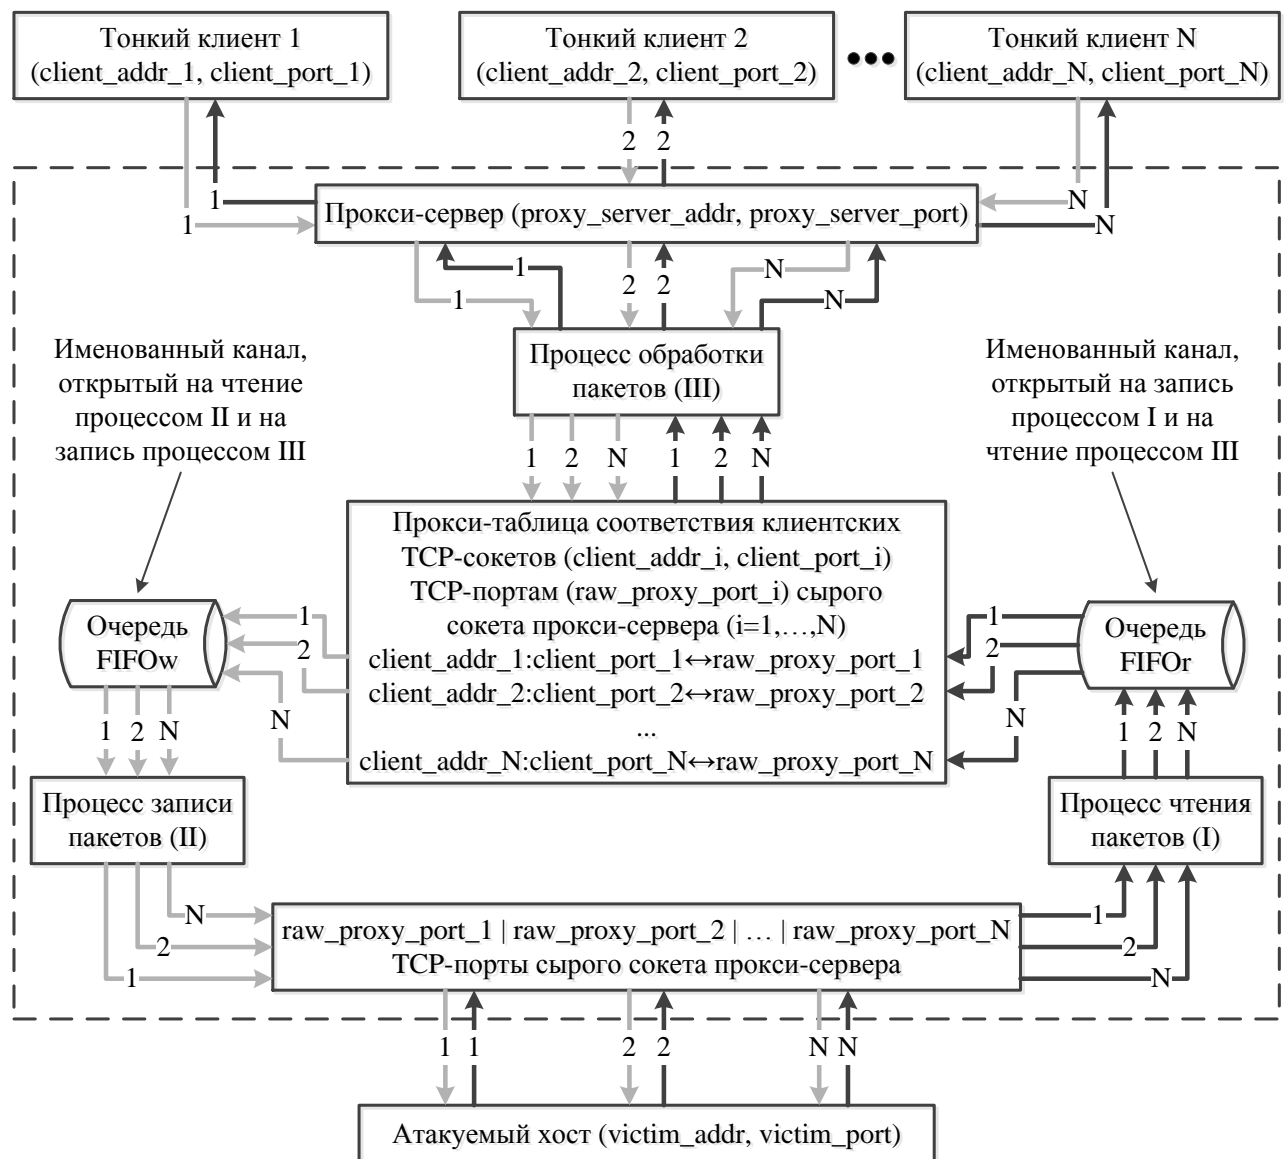 Тонкий клиент 1
(client_addr_1, client_port_1)
Тонкий клиент 2
(client_addr_2, client_port_2)
Тонкий клиент N
(client_addr_N, client_port_N)
2 2
1
1
N
N
Прокси-сервер (proxy_server_addr, proxy_server_port)
1
1
2 2
N
N
Процесс обработки
пакетов (III)
Именованный канал,
открытый на чтение
процессом II и на
запись процессом III
Именованный канал,
открытый на запись
процессом I и на
чтение процессом III
1 2 N 1 2 N
Прокси-таблица соответствия клиентских
TCP-сокетов (client_addr_i, client_port_i)
TCP-портам (raw_proxy_port_i) сырого
сокета прокси-сервера (i=1,…,N)
client_addr_1:client_port_1↔raw_proxy_port_1
client_addr_2:client_port_2↔raw_proxy_port_2
...
client_addr_N:client_port_N↔raw_proxy_port_N
Очередь
FIFOw
1
2
N
Очередь
FIFOr
1
2
N
1 2 N
1 2 N
Процесс записи
пакетов (II)
Процесс чтения
пакетов (I)
N
2
1
1
2
N
raw_proxy_port_1 | raw_proxy_port_2 | … | raw_proxy_port_N
TCP-порты сырого сокета прокси-сервера
1 1 2 2 N N
Атакуемый хост (victim_addr, victim_port)